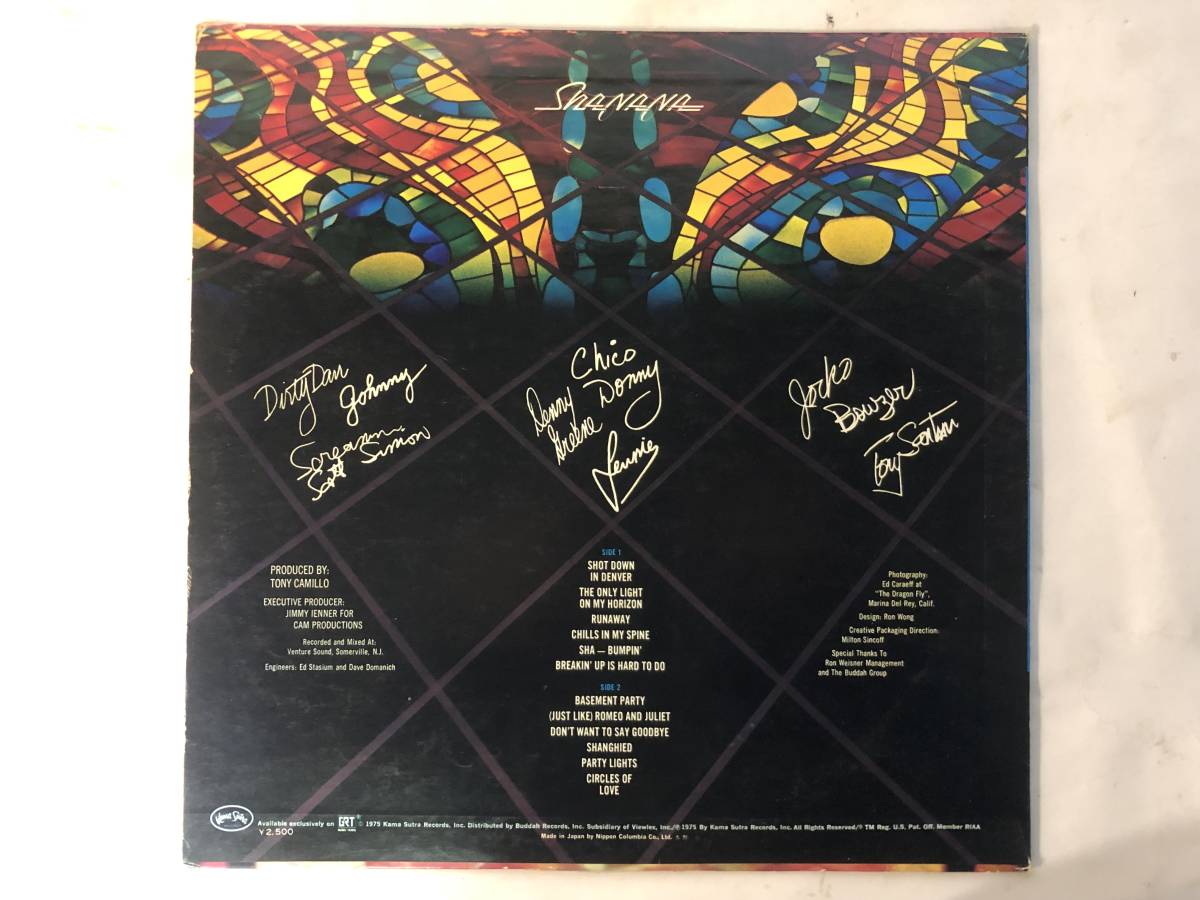 ShaNaNa
Dirty Dan
Johnny
Screamin
Scott Simon
Chico
Donny
Denny
Greene
Lennie
Jocko
Bowzer
Tony Santini
PRODUCED BY:
TONY CAMILLO
EXECUTIVE PRODUCER:
JIMMY IENNER FOR
CAM PRODUCTIONS
Recorded and Mixed At:
Venture Sound, Somerville, N.J.
Engineers: Ed Stasium and Dave Domanich
SIDE 1
SHOT DOWN
IN DENVER
THE ONLY LIGHT
ON MY HORIZON
RUNAWAY
CHILLS IN MY SPINE
SHA — BUMPIN'
BREAKIN' UP IS HARD TO DO
SIDE 2
BASEMENT PARTY
(JUST LIKE) ROMEO AND JULIET
DON'T WANT TO SAY GOODBYE
SHANGHIED
PARTY LIGHTS
CIRCLES OF
LOVE
Photography:
Ed Caraeff at
"The Dragon Fly",
Marina Del Rey, Calif.
Design: Ron Wong
Creative Packaging Direction:
Milton Sincoff
Special Thanks To
Ron Weisner Management
and The Buddah Group
Kama Sutra
Available exclusively on GRT © 1975 Kama Sutra Records, Inc. Distributed by Buddah Records, Inc. Subsidiary of Viewlex, Inc./℗ 1975 By Kama Sutra Records, Inc. All Rights Reserved/® TM Reg. U.S. Pat. Off. Member RIAA
¥2,500
Made in Japan by Nippon Columbia Co., Ltd.